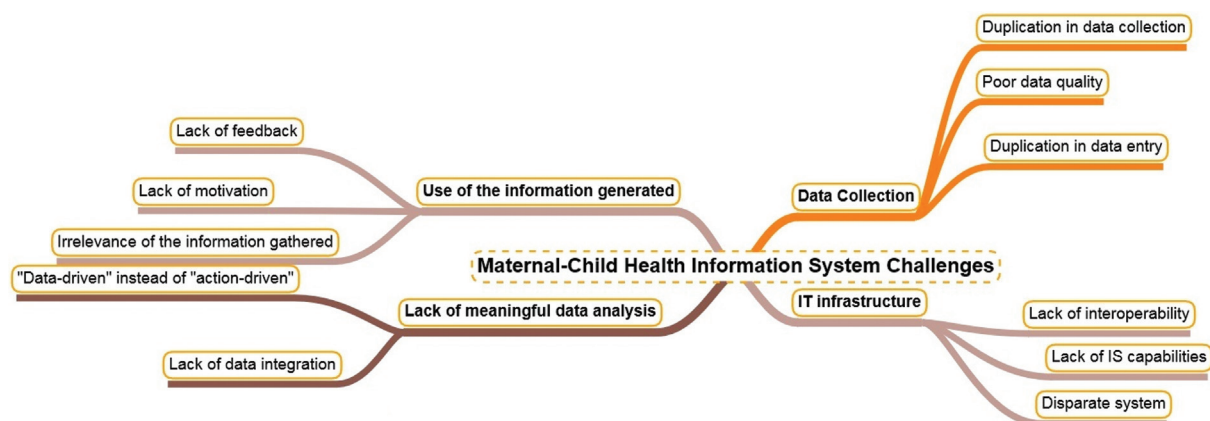 Duplication in data collection
Poor data quality
Lack of feedback
Duplication in data entry
Lack of motivation
Use of the information generated
Data Collection
Irrelevance of the information gathered
Maternal-Child Health Information System Challenges
"Data-driven" instead of "action-driven"
Lack of meaningful data analysis
IT infrastructure
Lack of interoperability
Lack of data integration
Lack of IS capabilities
Disparate system